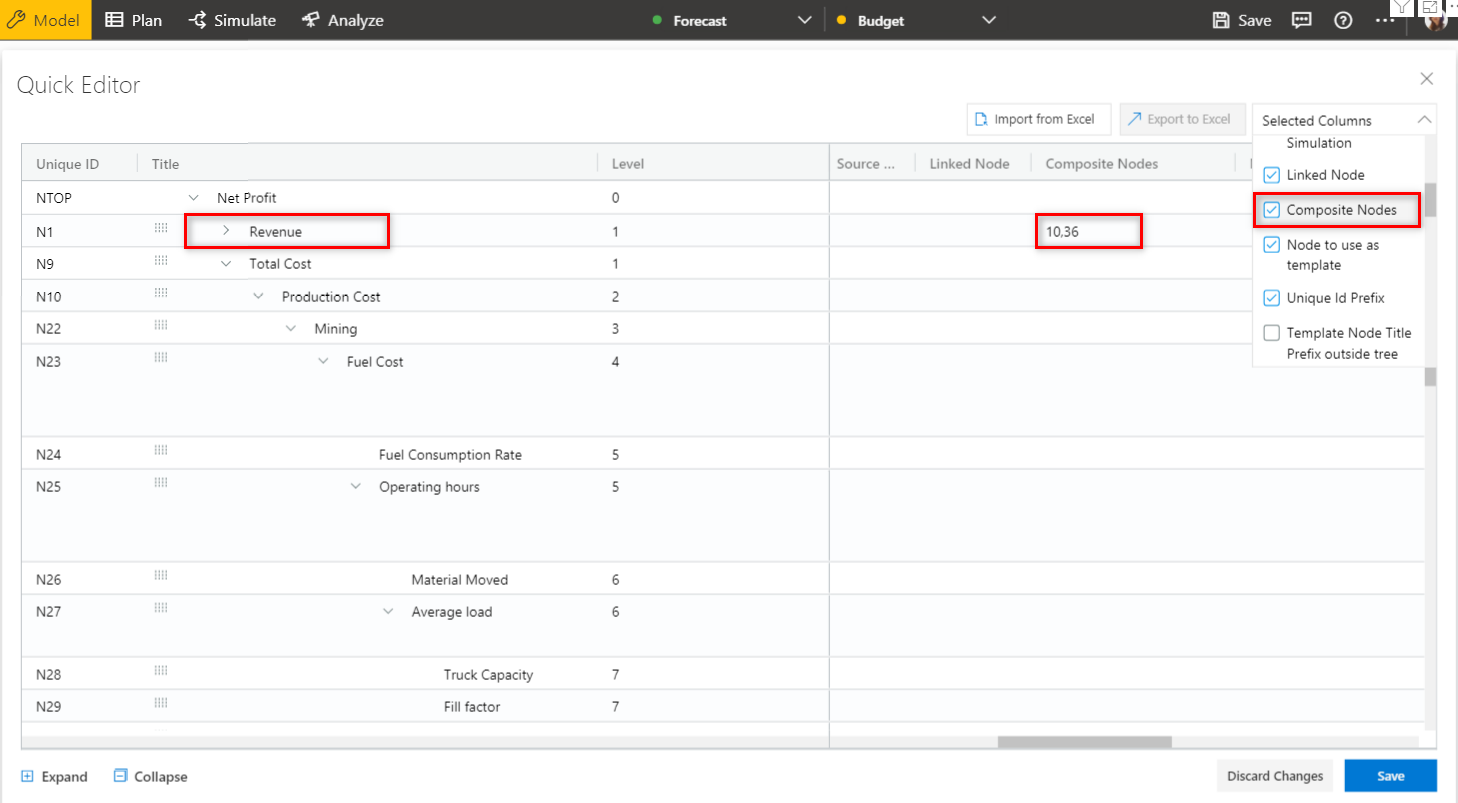 Model Plan Simulate Analyze Forecast Budget Save
Quick Editor
Import from Excel Export to Excel Selected Columns
Simulation
Unique ID Title Level Source ... Linked Node Composite Nodes
Linked Node
NTOP Net Profit 0
Composite Nodes
N1 Revenue 1 10,36
Node to use as
template
N9 Total Cost 1
N10 Production Cost 2
Unique Id Prefix
N22 Mining 3
Template Node Title
Prefix outside tree
N23 Fuel Cost 4
N24 Fuel Consumption Rate 5
N25 Operating hours 5
N26 Material Moved 6
N27 Average load 6
N28 Truck Capacity 7
N29 Fill factor 7
Expand Collapse Discard Changes Save